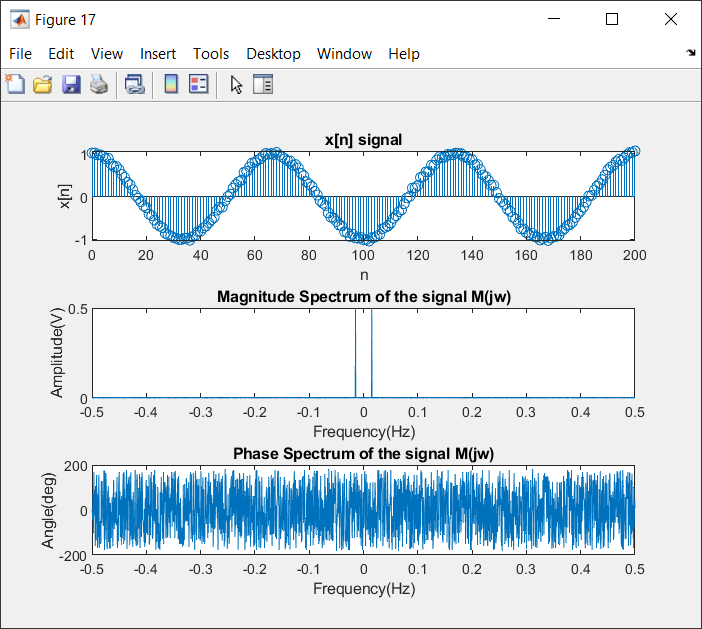 Figure 17
File Edit View Insert Tools Desktop Window Help
x[n] signal
1
0
-1
x[n]
0 20 40 60 80 100 120 140 160 180 200
n
Magnitude Spectrum of the signal M(jw)
0.5
0
Amplitude(V)
-0.5 -0.4 -0.3 -0.2 -0.1 0 0.1 0.2 0.3 0.4 0.5
Frequency(Hz)
Phase Spectrum of the signal M(jw)
200
0
-200
Angle(deg)
-0.5 -0.4 -0.3 -0.2 -0.1 0 0.1 0.2 0.3 0.4 0.5
Frequency(Hz)